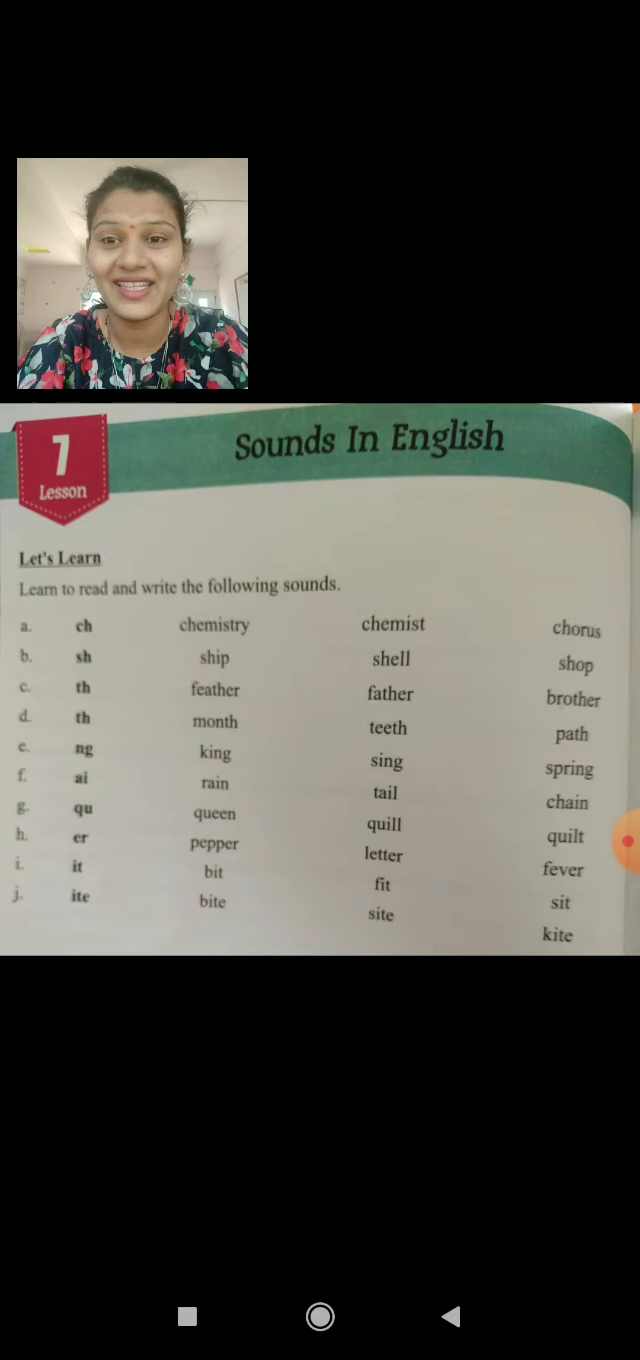 7
Lesson
Sounds In English
Let's Learn
Learn to read and write the following sounds.
a. ch chemistry chemist chorus
b. sh ship shell shop
c. th feather father brother
d. th month teeth path
e. ng king sing spring
f. ai rain tail chain
g. qu queen quill quilt
h. er pepper letter fever
i. it bit fit sit
j. ite bite site kite